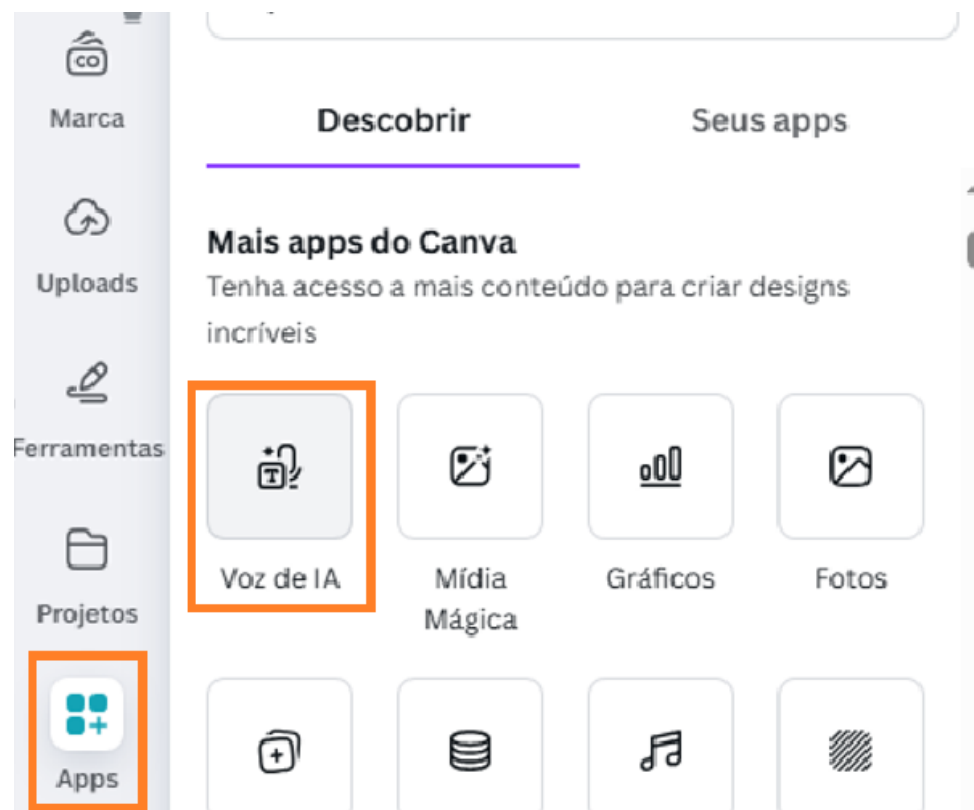 CO
Marca
Uploads
Ferramentas
Projetos
Apps
Descobrir
Seus apps
Mais apps do Canva
Tenha acesso a mais conteúdo para criar designs
incríveis
T
Voz de IA
Mídia
Mágica
Gráficos
Fotos